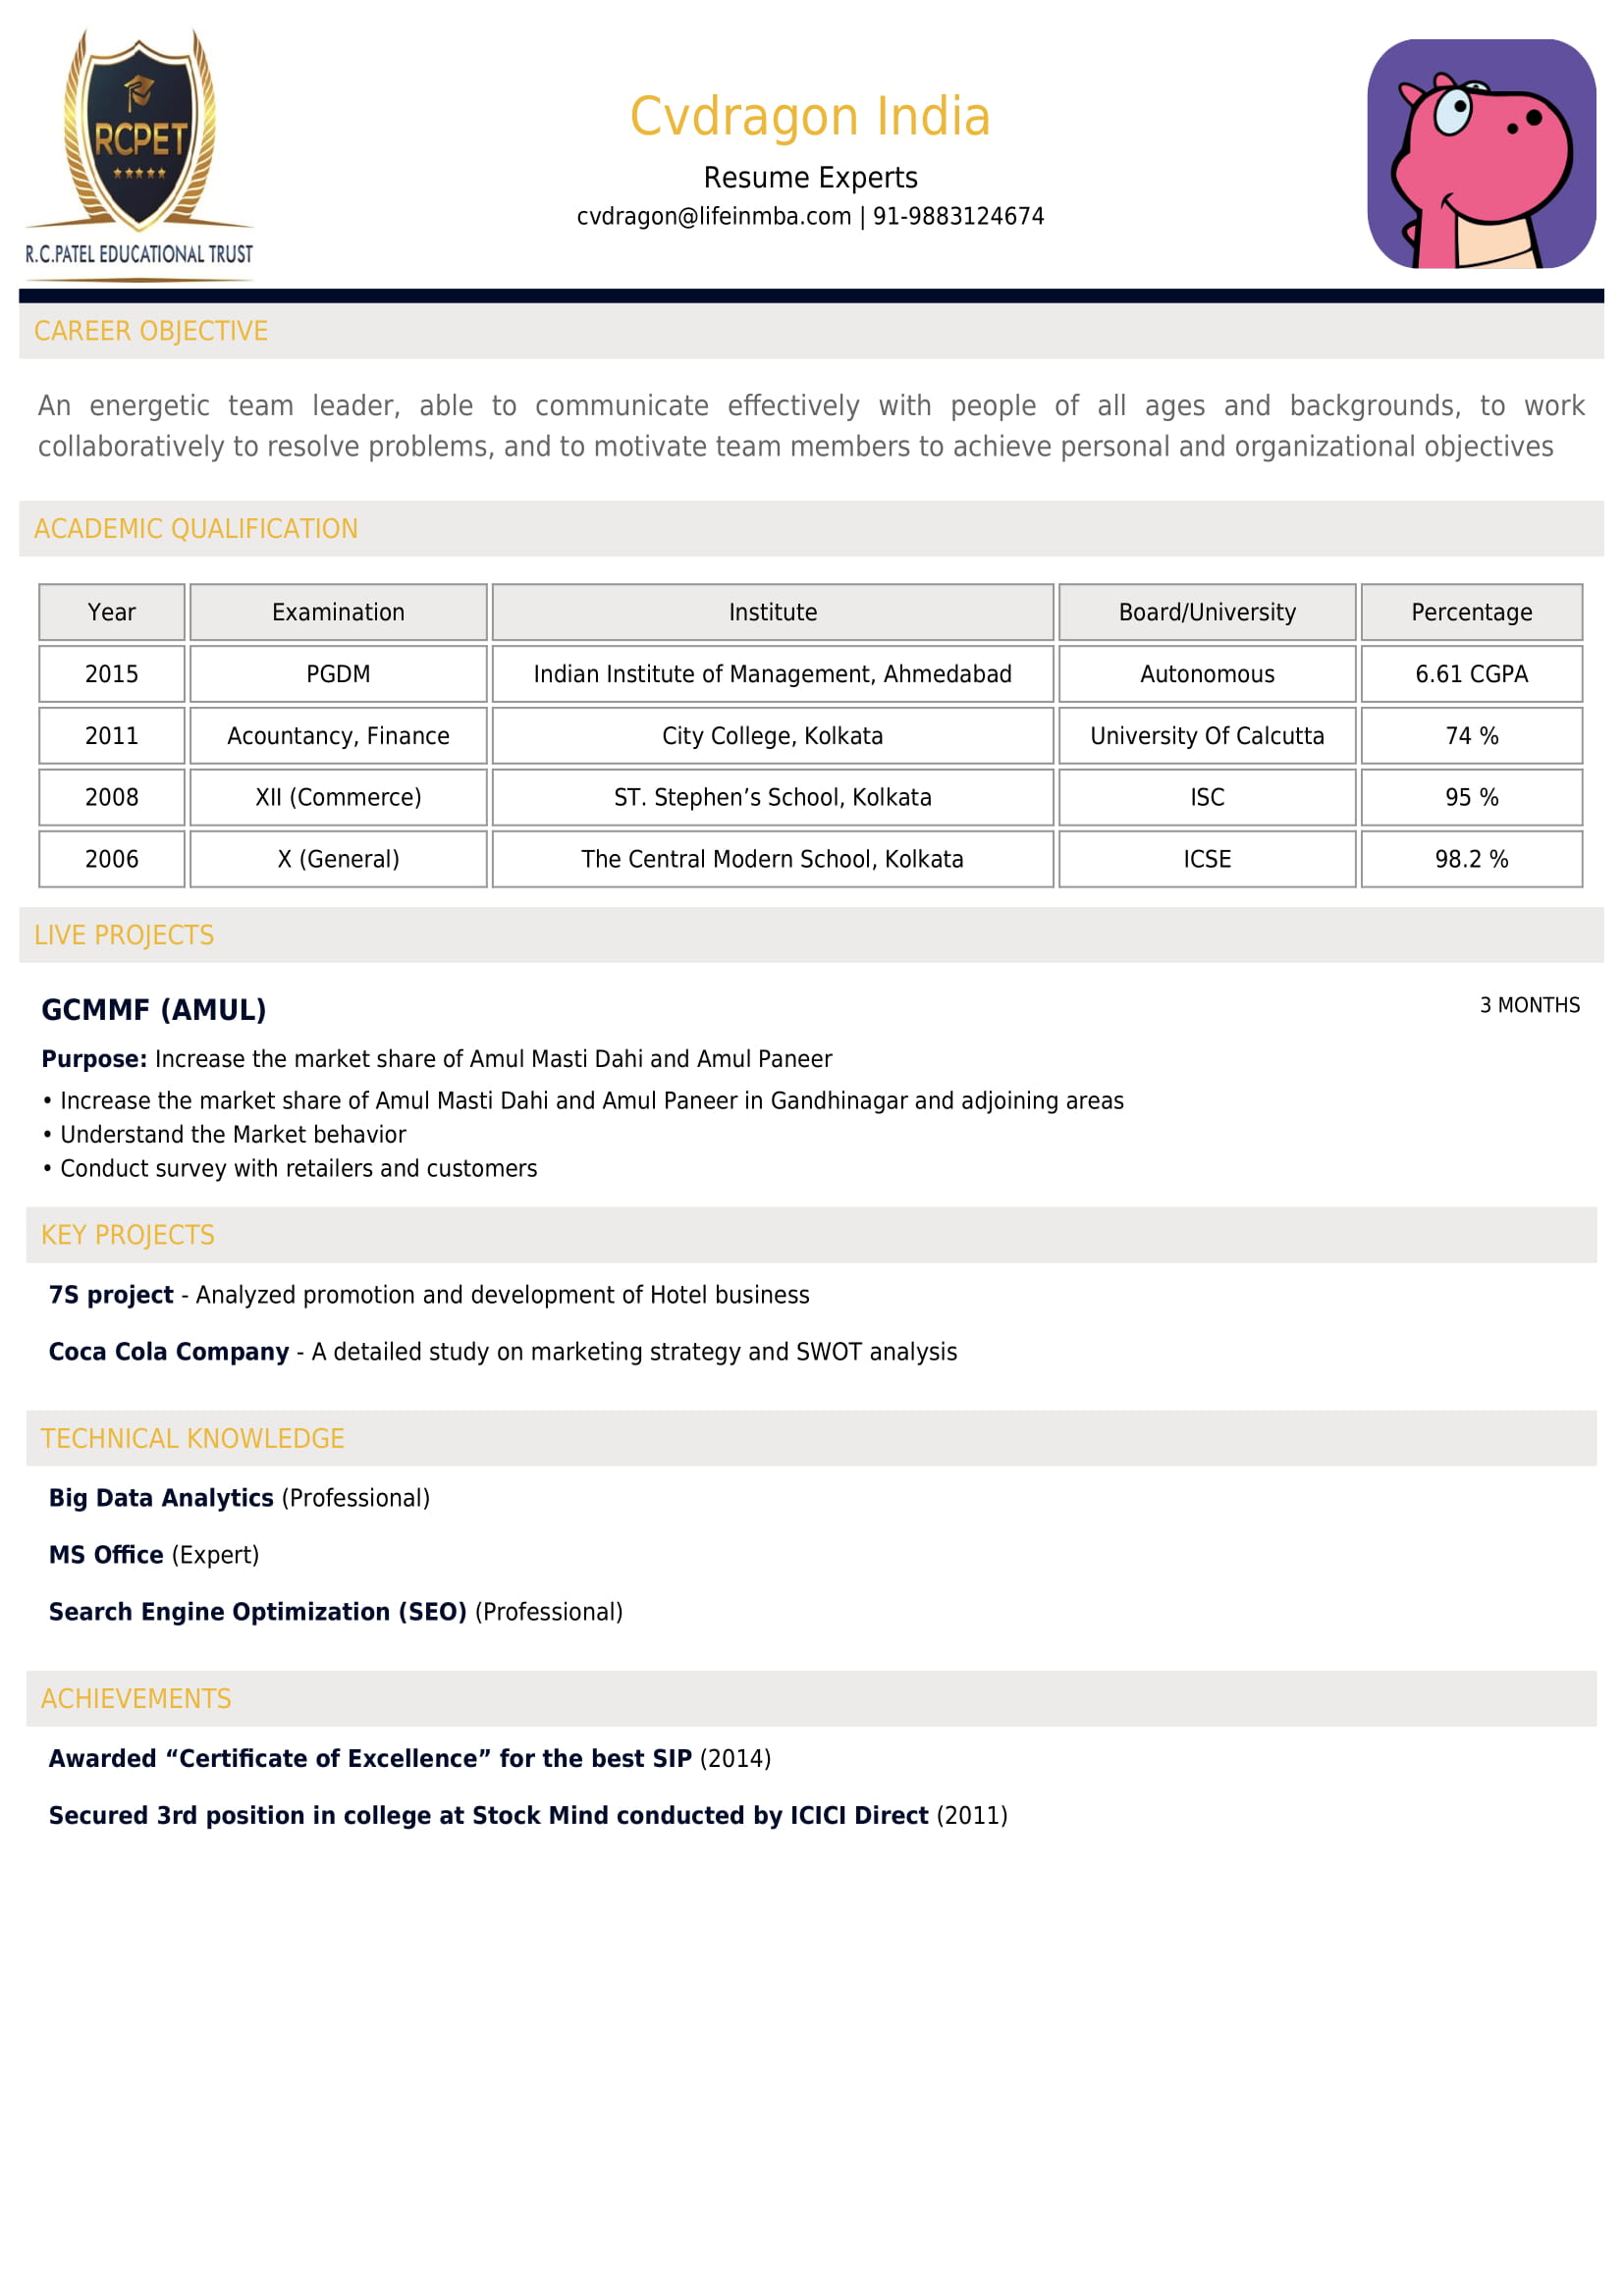 RCPET
R.C.PATEL EDUCATIONAL TRUST
Cvdragon India
Resume Experts
cvdragon@lifeinmba.com | 91-9883124674
CAREER OBJECTIVE
An energetic team leader, able to communicate effectively with people of all ages and backgrounds, to work
collaboratively to resolve problems, and to motivate team members to achieve personal and organizational objectives
ACADEMIC QUALIFICATION
Year Examination Institute Board/University Percentage
2015 PGDM Indian Institute of Management, Ahmedabad Autonomous 6.61 CGPA
2011 Acountancy, Finance City College, Kolkata University Of Calcutta 74 %
2008 XII (Commerce) ST. Stephen’s School, Kolkata ISC 95 %
2006 X (General) The Central Modern School, Kolkata ICSE 98.2 %
LIVE PROJECTS
GCMMF (AMUL) 3 MONTHS
Purpose: Increase the market share of Amul Masti Dahi and Amul Paneer
• Increase the market share of Amul Masti Dahi and Amul Paneer in Gandhinagar and adjoining areas
• Understand the Market behavior
• Conduct survey with retailers and customers
KEY PROJECTS
7S project - Analyzed promotion and development of Hotel business
Coca Cola Company - A detailed study on marketing strategy and SWOT analysis
TECHNICAL KNOWLEDGE
Big Data Analytics (Professional)
MS Office (Expert)
Search Engine Optimization (SEO) (Professional)
ACHIEVEMENTS
Awarded “Certificate of Excellence” for the best SIP (2014)
Secured 3rd position in college at Stock Mind conducted by ICICI Direct (2011)